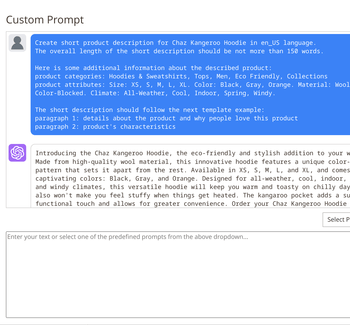 Custom Prompt
Create short product description for Chaz Kangeroo Hoodie in en_US language.
The overall length of the short description should be not more than 150 words.
Here is some additional information about the described product:
product categories: Hoodies & Sweatshirts, Tops, Men, Eco Friendly, Collections
product attributes: Size: XS, S, M, L, XL. Color: Black, Gray, Orange. Material: Wool
Color-Blocked. Climate: All-Weather, Cool, Indoor, Spring, Windy.
The short description should follow the next template example:
paragraph 1: details about the product and why people love this product
paragraph 2: product's characteristics
Introducing the Chaz Kangeroo Hoodie, the eco-friendly and stylish addition to your w
Made from high-quality wool material, this innovative hoodie features a unique color-
pattern that sets it apart from the rest. Available in XS, S, M, L, and XL, and comes
captivating colors: Black, Gray, and Orange. Designed for all-weather, cool, indoor,
and windy climates, this versatile hoodie will keep you warm and toasty on chilly day
also won't make you feel stuffy when things get heated. The kangaroo pocket adds a su
functional touch and allows for greater convenience. Order your Chaz Kangeroo Hoodie
Select P
Enter your text or select one of the predefined prompts from the above dropdown...